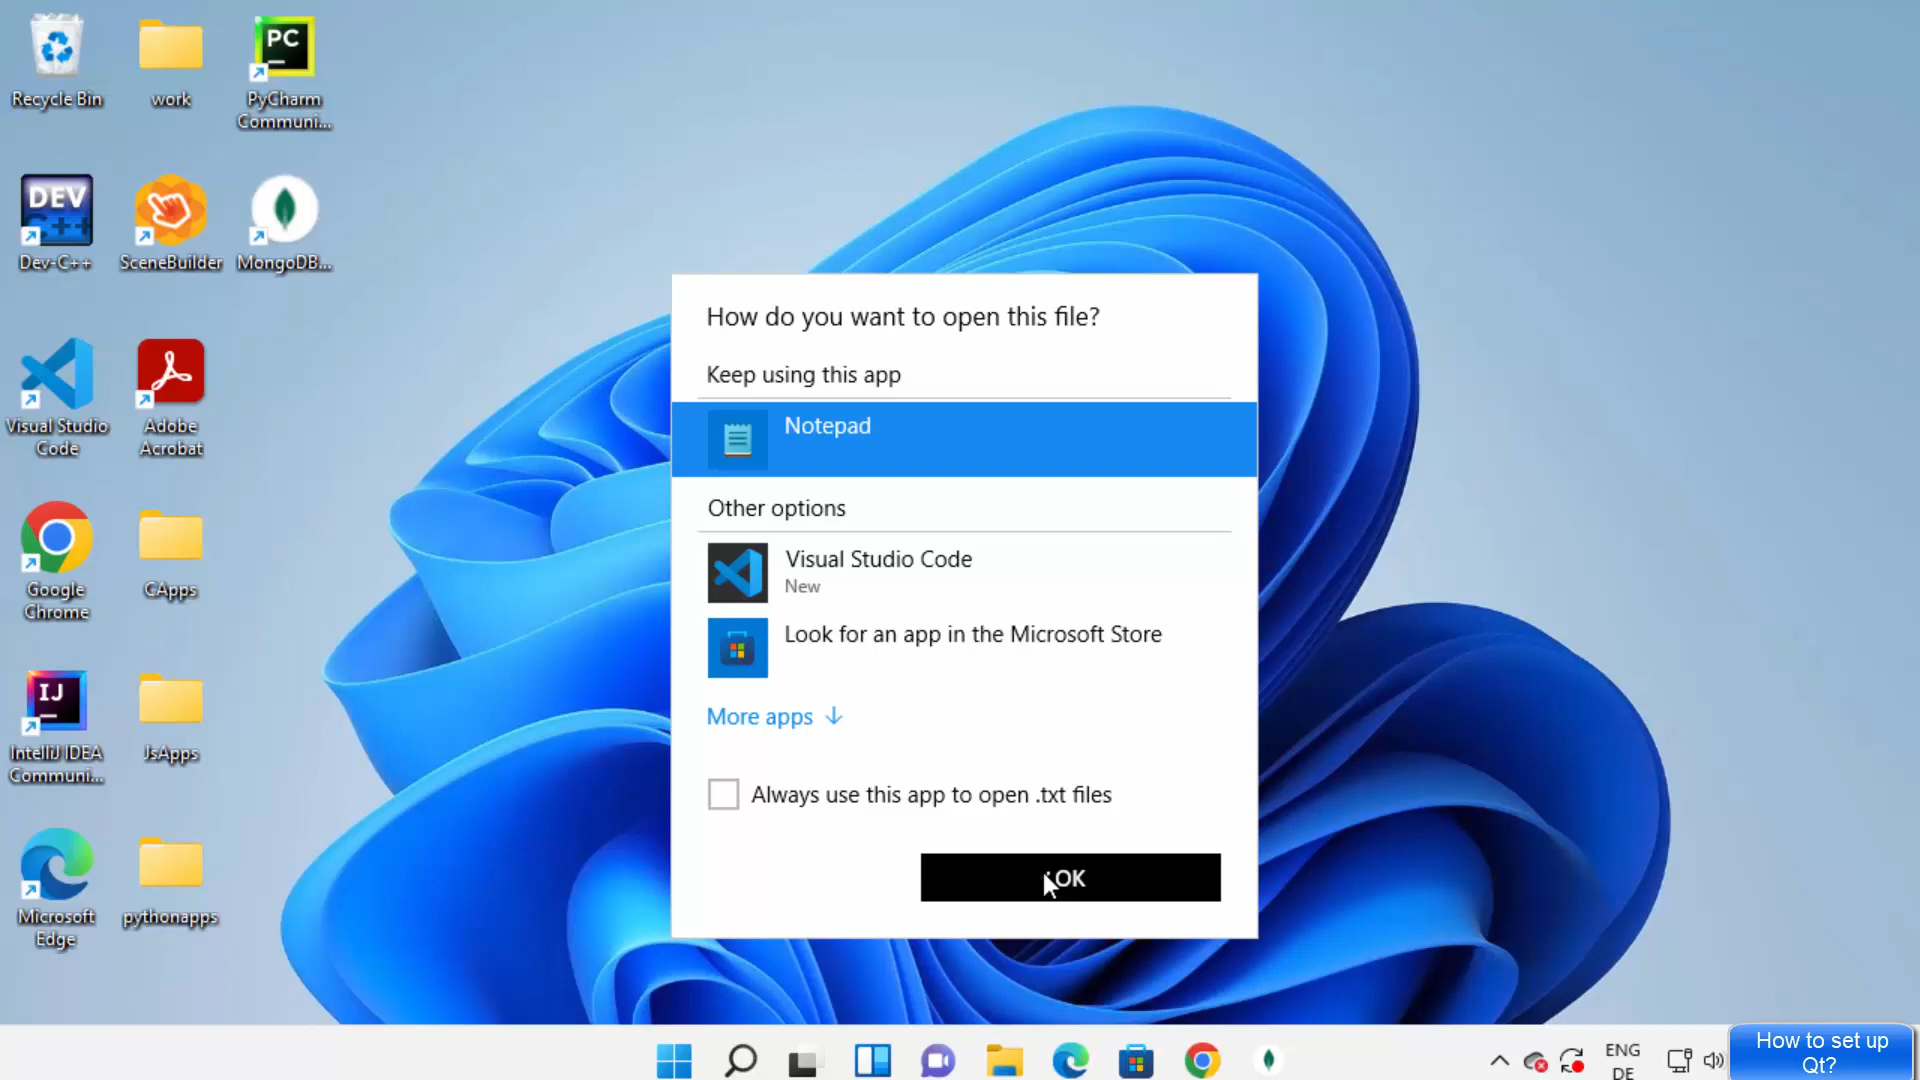 Recycle Bin
work
PC
PyCharm
Communi...
DEV
C++
Dev-C++
SceneBuilder
MongoDB...
Visual Studio
Code
Adobe
Acrobat
Google
Chrome
CApps
IJ
IntelliJ IDEA
Communi...
JsApps
Microsoft
Edge
pythonapps
How do you want to open this file?
Keep using this app
Notepad
Other options
Visual Studio Code
New
Look for an app in the Microsoft Store
More apps ↓
Always use this app to open .txt files
OK
ENG
DE
How to set up
Qt?